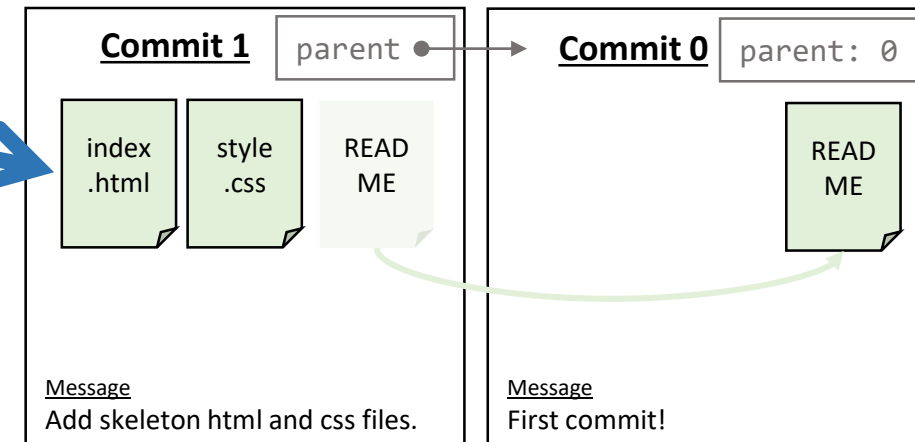 Commit 1
parent
index
.html
style
.css
READ
ME
Message
Add skeleton html and css files.
Commit 0
parent: 0
READ
ME
Message
First commit!